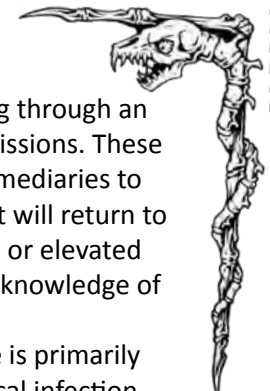 g through an
issions. These
mediaries to
t will return to
or elevated
knowledge of
e is primarily
cal infection